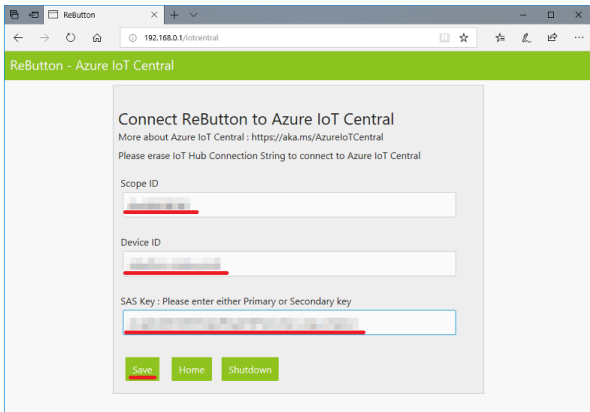 ReButton
192.168.0.1/iotcentral
ReButton - Azure IoT Central
Connect ReButton to Azure IoT Central
More about Azure IoT Central : https://aka.ms/AzureIoTCentral
Please erase IoT Hub Connection String to connect to Azure IoT Central
Scope ID
Device ID
SAS Key : Please enter either Primary or Secondary key
Save Home Shutdown